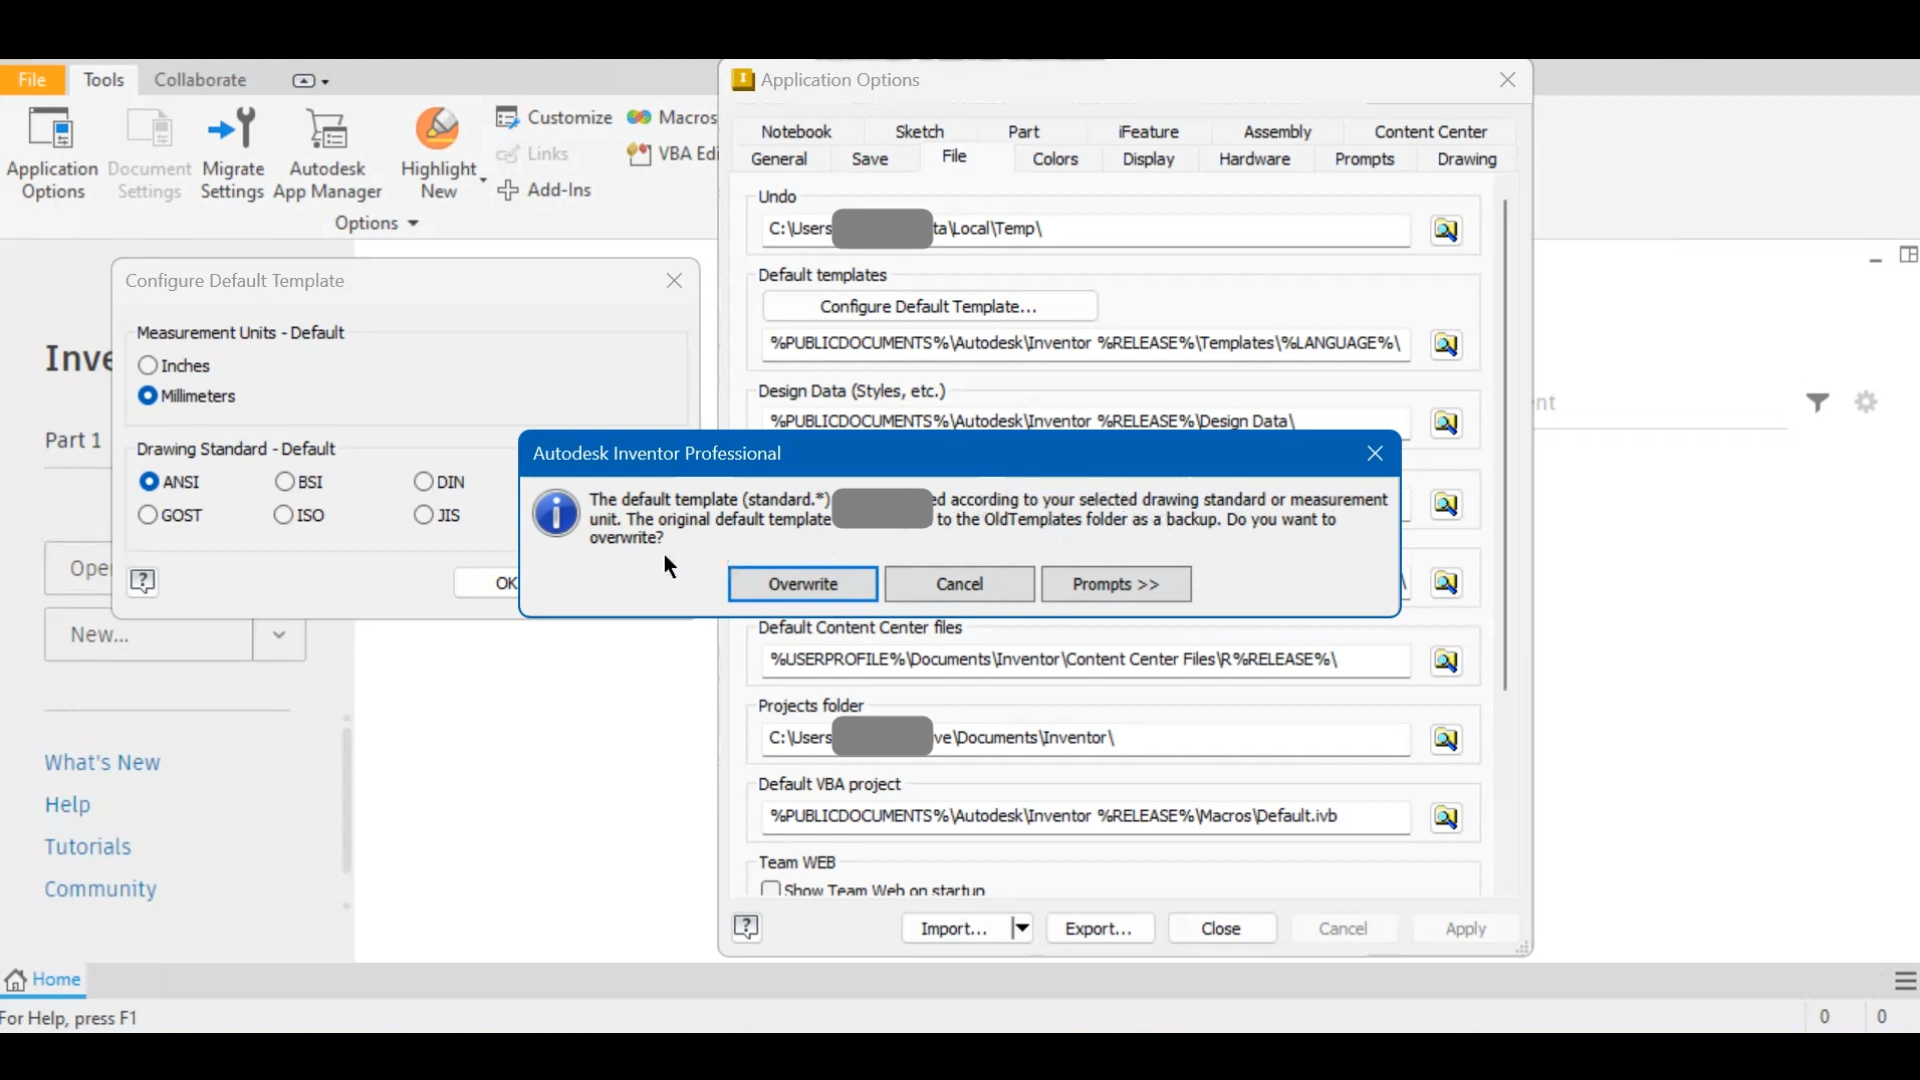 File
Tools
Collaborate
Application Options
Document Settings
Migrate Settings
Autodesk App Manager
Highlight New
Customize
Links
Add-Ins
Macros
VBA Edi
Options
Application Options
Notebook Sketch Part iFeature Assembly Content Center
General Save File Colors Display Hardware Prompts Drawing
Undo
C:\Users
ta\Local\Temp\
Default templates
Configure Default Template...
%PUBLICDOCUMENTS%\Autodesk\Inventor %RELEASE%\Templates\%LANGUAGE%\
Design Data (Styles, etc.)
%PUBLICDOCUMENTS%\Autodesk\Inventor %RELEASE%\Design Data\
Configure Default Template
Measurement Units - Default
Inches
Millimeters
Drawing Standard - Default
ANSI BSI DIN
GOST ISO JIS
OK
Inve
Part 1
Ope
New...
nt
Autodesk Inventor Professional
The default template (standard.*) ed according to your selected drawing standard or measurement
unit. The original default template to the OldTemplates folder as a backup. Do you want to
overwrite?
Overwrite Cancel Prompts >>
\
Default Content Center files
%USERPROFILE%\Documents\Inventor\Content Center Files\R%RELEASE%\
Projects folder
C:\Users
ve\Documents\Inventor\
Default VBA project
%PUBLICDOCUMENTS%\Autodesk\Inventor %RELEASE%\Macros\Default.ivb
Team WEB
Show Team Web on startup
Import... Export... Close Cancel Apply
What's New
Help
Tutorials
Community
Home
For Help, press F1
0 0